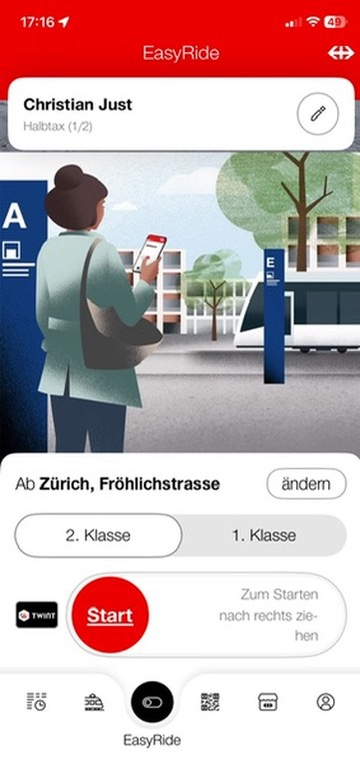 17:16
49
EasyRide
Christian Just
Halbtax (1/2)
A
E
Ab Zürich, Fröhlichstrasse
ändern
2. Klasse
1. Klasse
TWINT
Start
Zum Starten
nach rechts zie-
hen
EasyRide